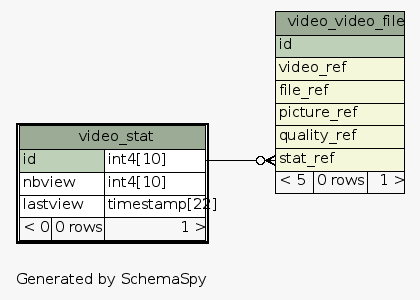 video_video_file
id
video_ref
file_ref
picture_ref
quality_ref
stat_ref
< 5 0 rows 1 >
video_stat
id int4[10]
nbview int4[10]
lastview timestamp[22]
< 0 0 rows 1 >
Generated by SchemaSpy